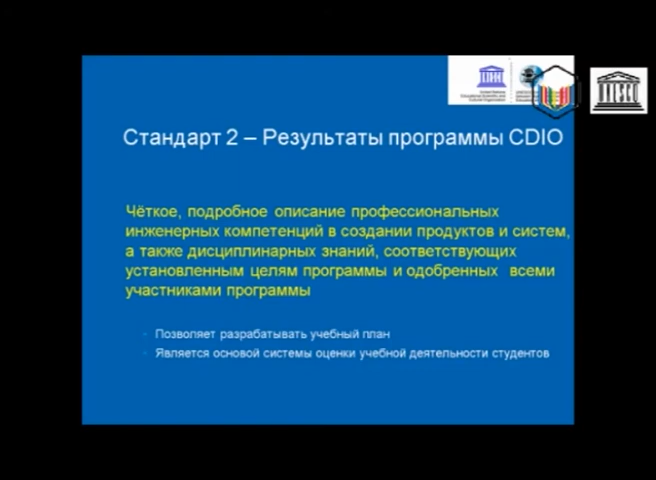 Стандарт 2 – Результаты программы CDIO
Чёткое, подробное описание профессиональных
инженерных компетенций в создании продуктов и систем,
а также дисциплинарных знаний, соответствующих
установленным целям программы и одобренных всеми
участниками программы
Позволяет разрабатывать учебный план
Является основой системы оценки учебной деятельности студентов